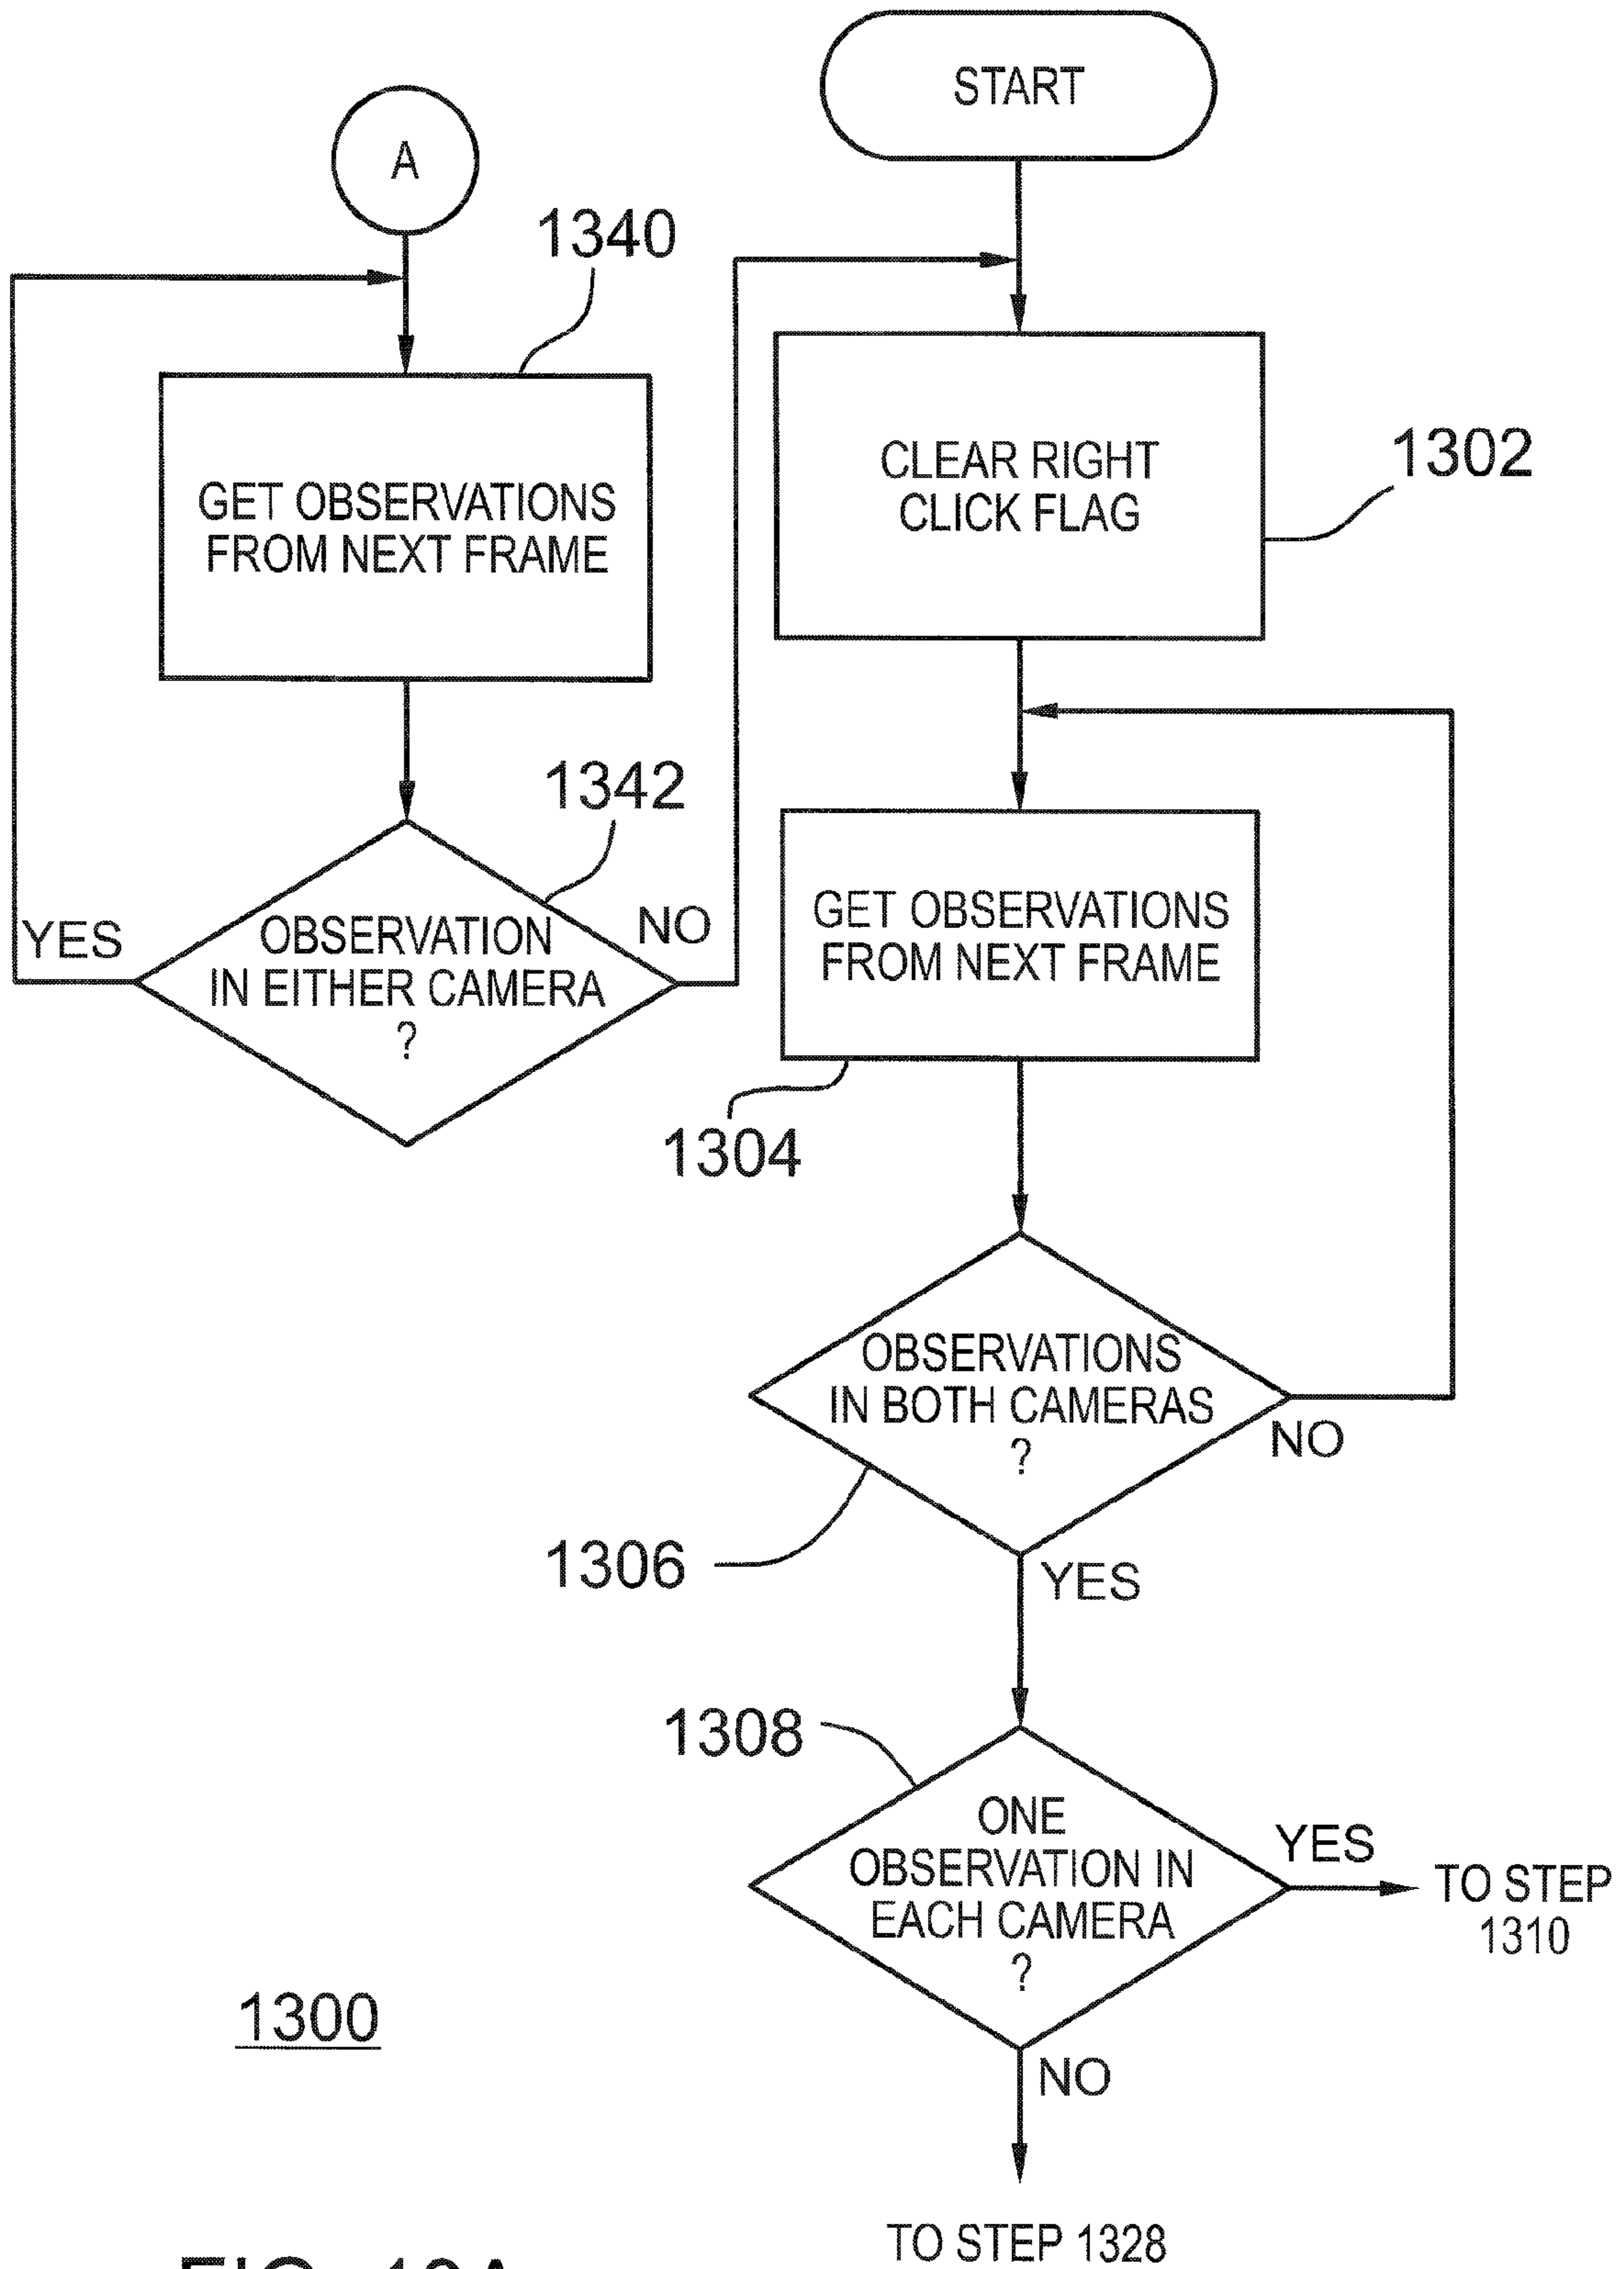 START
A
1340
CLEAR RIGHT
CLICK FLAG
1302
GET OBSERVATIONS
FROM NEXT FRAME
1342
YES
OBSERVATION
IN EITHER CAMERA
?
NO
GET OBSERVATIONS
FROM NEXT FRAME
1304
OBSERVATIONS
IN BOTH CAMERAS
?
NO
1306
YES
1308
ONE
OBSERVATION IN
EACH CAMERA
?
YES
TO STEP
1310
1300
NO
TO STEP 1328